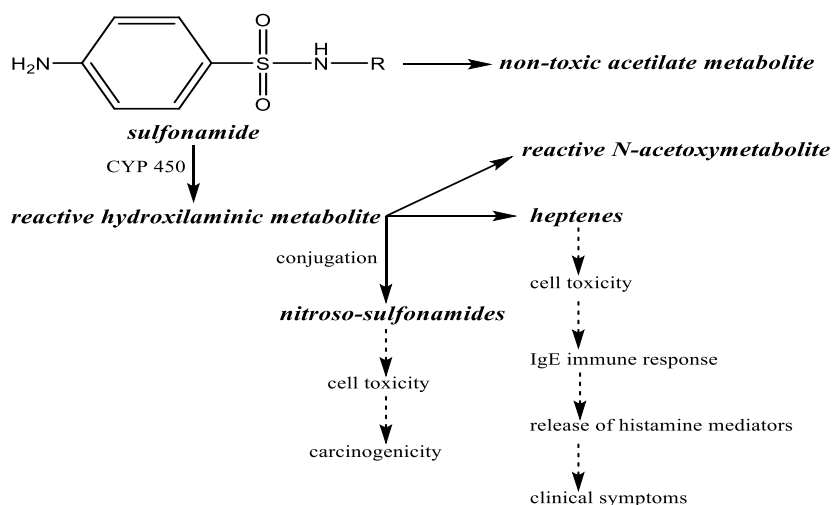 H₂N
O
S
O
H
N
R
non-toxic acetilate metabolite
sulfonamide
CYP 450
reactive N-acetoxymetabolite
reactive hydroxilaminic metabolite
heptenes
conjugation
cell toxicity
nitroso-sulfonamides
IgE immune response
cell toxicity
release of histamine mediators
carcinogenicity
clinical symptoms